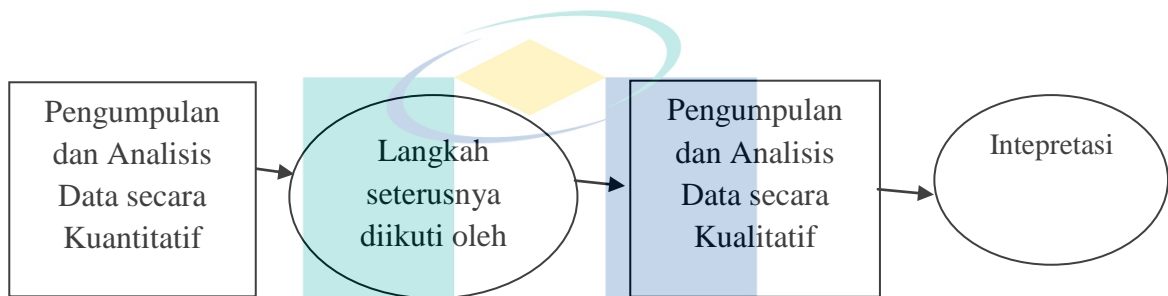 Pengumpulan
dan Analisis
Data secara
Kuantitatif
Langkah
seterusnya
diikuti oleh
Pengumpulan
dan Analisis
Data secara
Kualitatif
Intepretasi